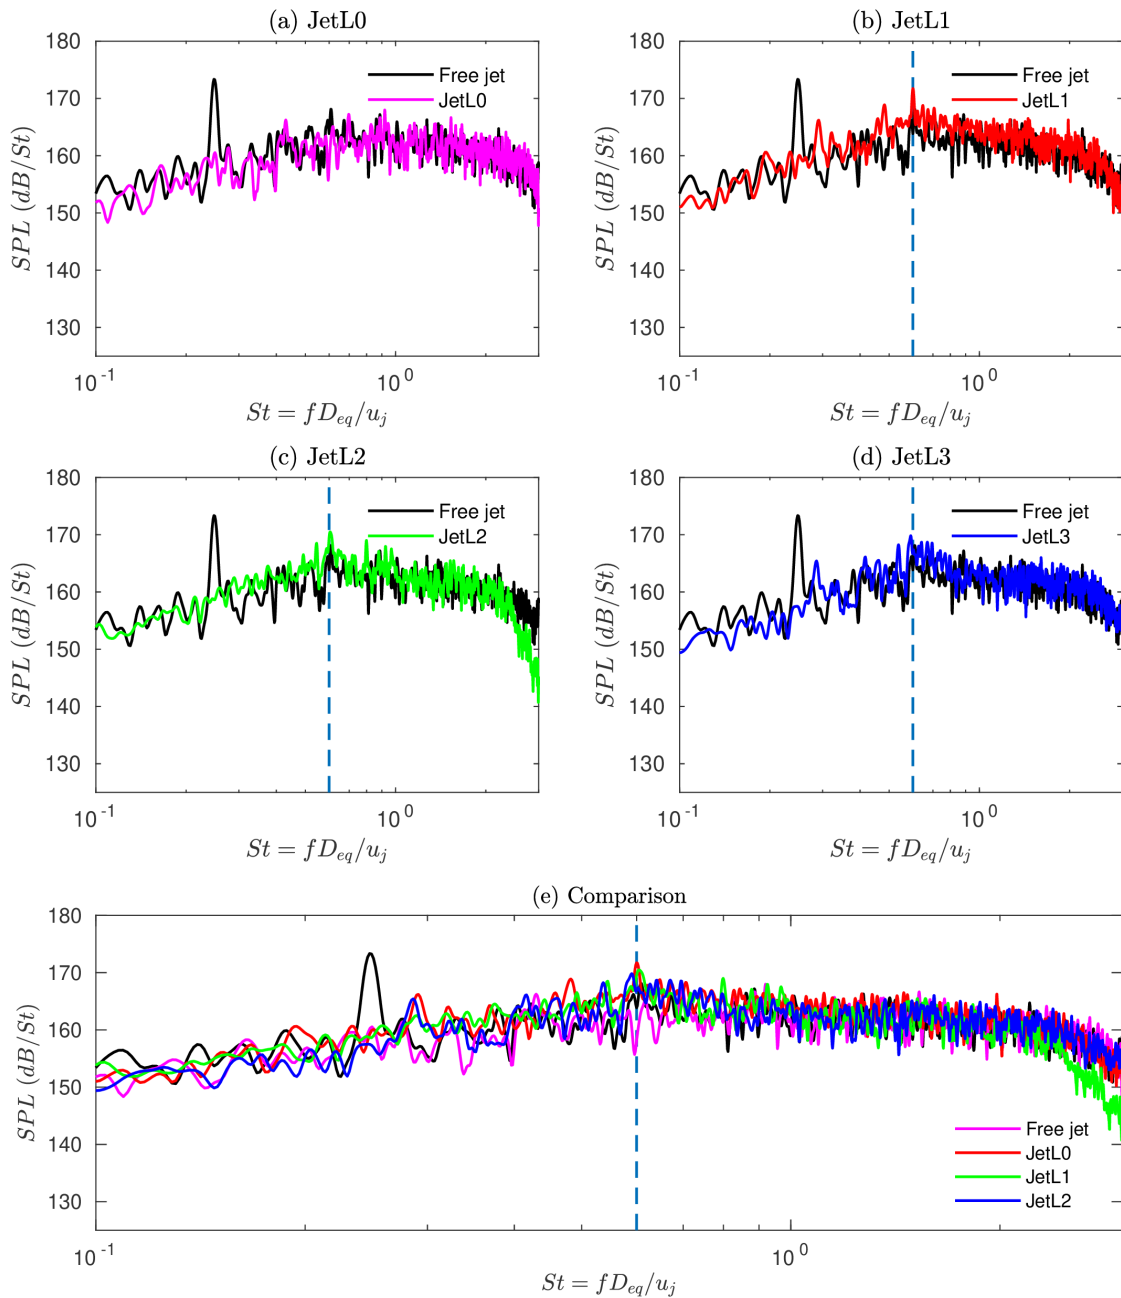 (a) JetL0
180
170
160
150
140
130
SPL (dB/St)
Free jet
JetL0
10^-1
10^0
St = fD_eq/u_j
(b) JetL1
180
170
160
150
140
130
SPL (dB/St)
Free jet
JetL1
10^-1
10^0
St = fD_eq/u_j
(c) JetL2
180
170
160
150
140
130
SPL (dB/St)
Free jet
JetL2
10^-1
10^0
St = fD_eq/u_j
(d) JetL3
180
170
160
150
140
130
SPL (dB/St)
Free jet
JetL3
10^-1
10^0
St = fD_eq/u_j
(e) Comparison
180
170
160
150
140
130
SPL (dB/St)
Free jet
JetL0
JetL1
JetL2
10^-1
10^0
St = fD_eq/u_j